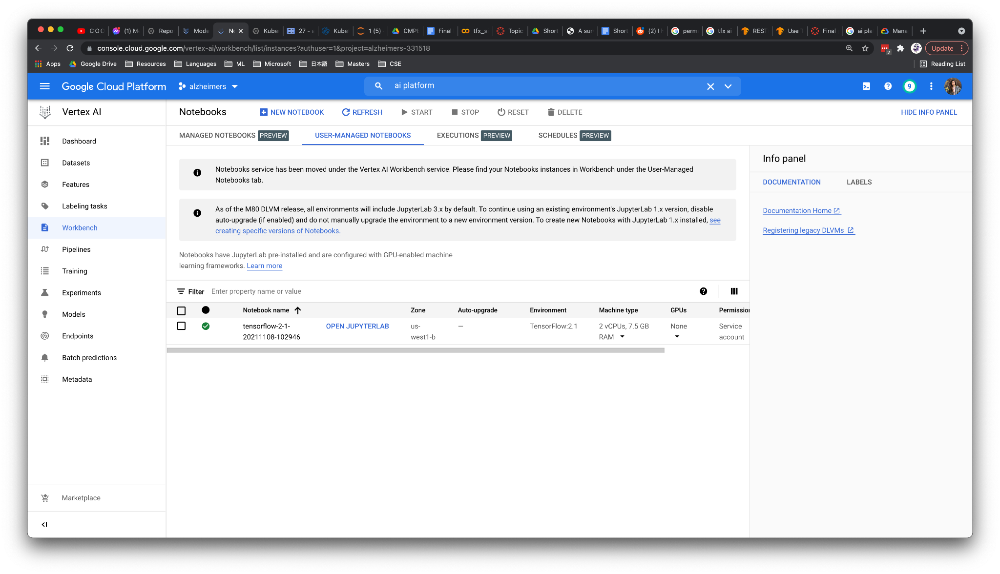 COO
(1) M
Repo
Mode
N
Kube
27 - a
Kube
1 (5)
CMPE
Final
tfx_si
Topic
Short
A sur
Short
(2) I h
perm
tfx ai
REST
Use T
Final
ai pla
Mana
console.cloud.google.com/vertex-ai/workbench/list/instances?authuser=1&project=alzheimers-331518
2
Update
Apps
Google Drive
Resources
Languages
ML
Microsoft
日本語
Masters
CSE
Reading List
Google Cloud Platform
alzheimers
ai platform
9
Vertex AI
Notebooks
NEW NOTEBOOK
REFRESH
START
STOP
RESET
DELETE
HIDE INFO PANEL
MANAGED NOTEBOOKS PREVIEW
USER-MANAGED NOTEBOOKS
EXECUTIONS PREVIEW
SCHEDULES PREVIEW
Dashboard
Datasets
Features
Labeling tasks
Workbench
Pipelines
Training
Experiments
Models
Endpoints
Batch predictions
Metadata
Marketplace
Notebooks service has been moved under the Vertex AI Workbench service. Please find your Notebooks instances in Workbench under the User-Managed
Notebooks tab.
As of the M80 DLVM release, all environments will include JupyterLab 3.x by default. To continue using an existing environment's JupyterLab 1.x version, disable
auto-upgrade (if enabled) and do not manually upgrade the environment to a new environment version. To create new Notebooks with JupyterLab 1.x installed, see
creating specific versions of Notebooks.
Notebooks have JupyterLab pre-installed and are configured with GPU-enabled machine
learning frameworks. Learn more
Filter
Enter property name or value
Notebook name
Zone
Auto-upgrade
Environment
Machine type
GPUs
Permission
tensorflow-2-1-
20211108-102946
OPEN JUPYTERLAB
us-
west1-b
—
TensorFlow:2.1
2 vCPUs, 7.5 GB
RAM
None
Service
account
Info panel
DOCUMENTATION
LABELS
Documentation Home
Registering legacy DLVMs